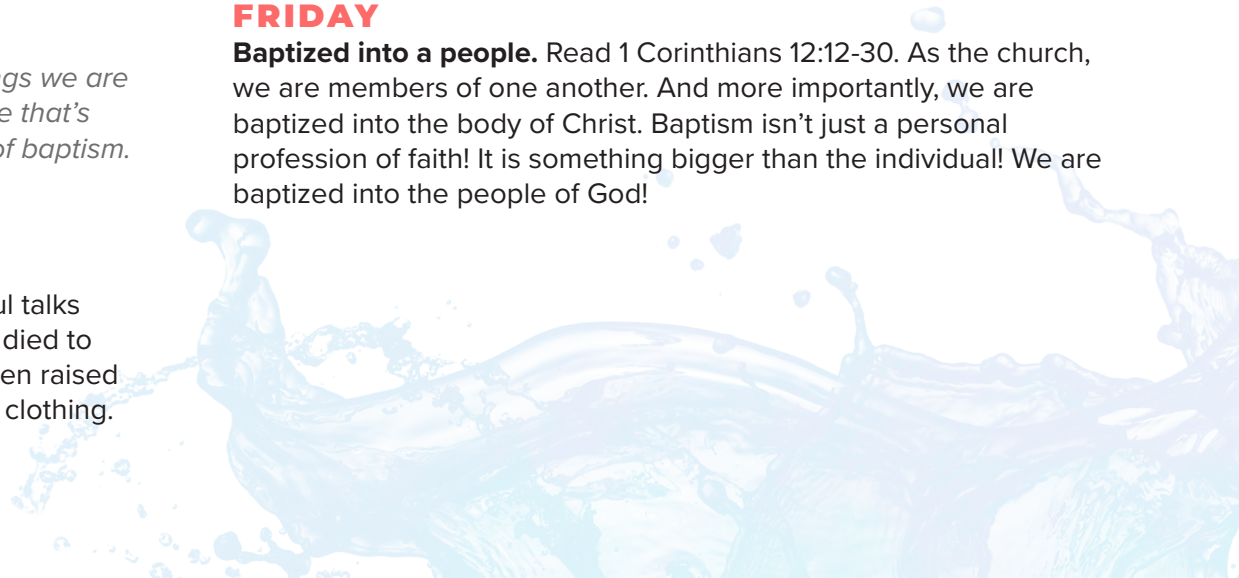 ngs we are
e that's
of baptism.
ul talks
died to
en raised
clothing.
FRIDAY
Baptized into a people. Read 1 Corinthians 12:12-30. As the church,
we are members of one another. And more importantly, we are
baptized into the body of Christ. Baptism isn't just a personal
profession of faith! It is something bigger than the individual! We are
baptized into the people of God!